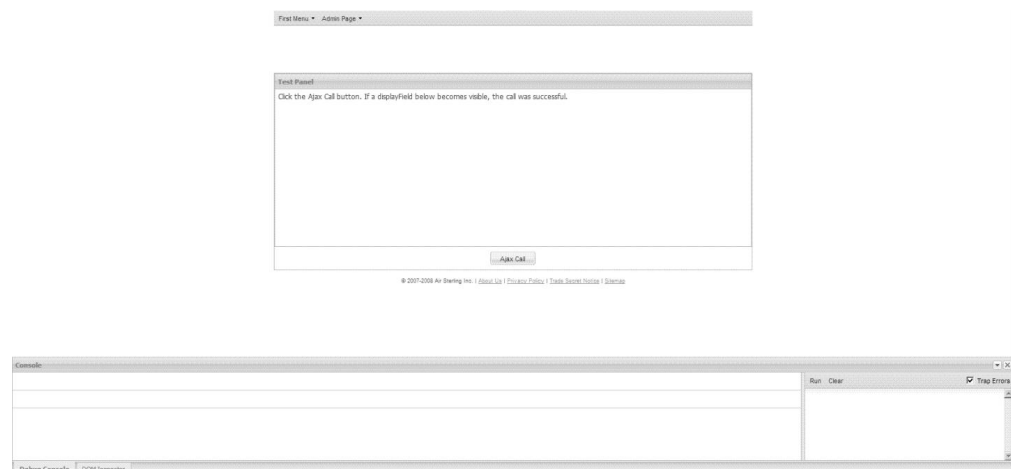 First Menu Admin Page
Test Panel
Click the Ajax Call button. If a displayField below becomes visible, the call was successful.
Ajax Call
© 2007-2008 Air Sterling Inc. | About Us | Privacy Policy | Trade Secret Notice | Sitemap
Console
Run Clear Trap Errors
Debug Console DOM Inspector